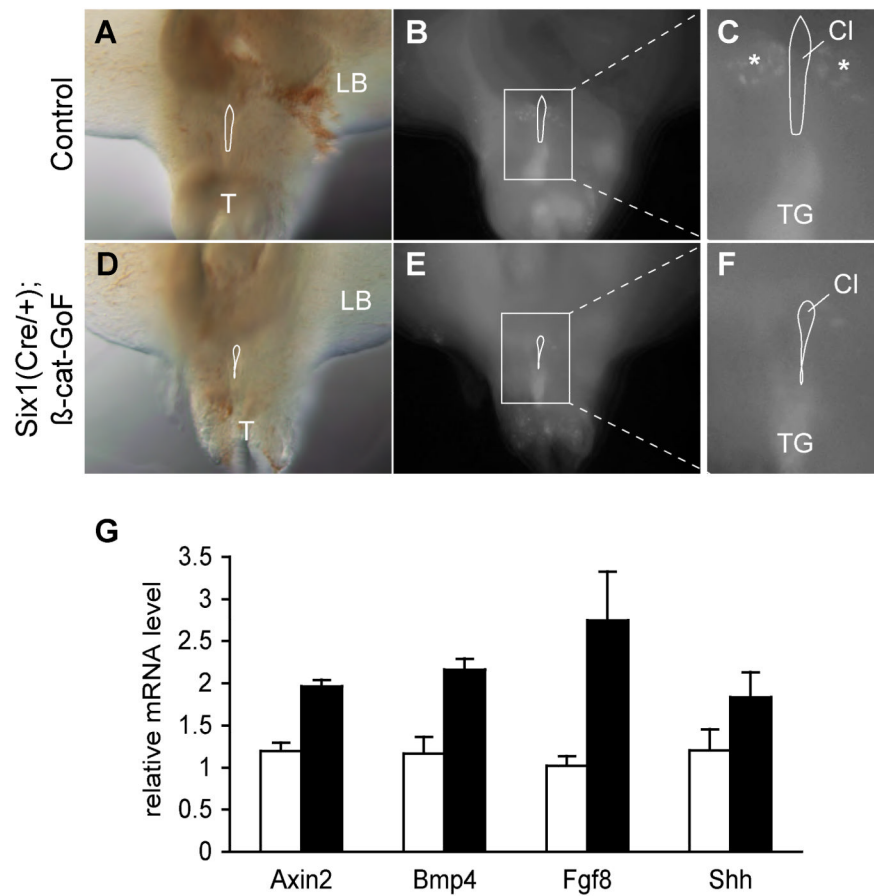 A
LB
T
Control
B
C
Cl
*
*
TG
D
LB
T
Six1(Cre/+);
ß-cat-GoF
E
F
Cl
TG
G
relative mRNA level
3.5
3
2.5
2
1.5
1
0.5
0
Axin2 Bmp4 Fgf8 Shh